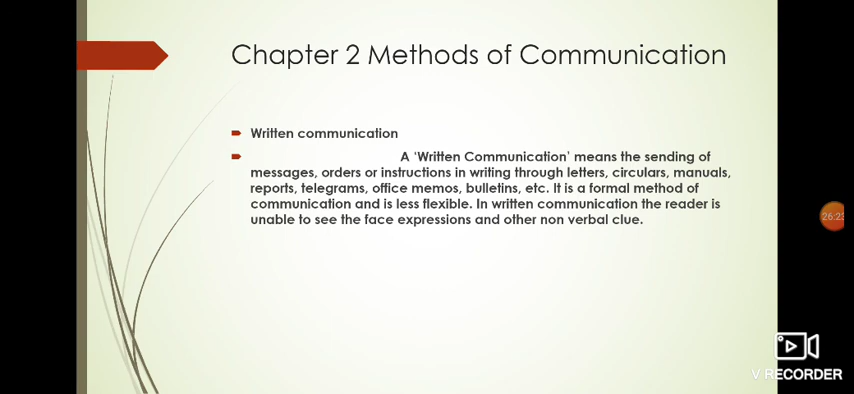 Chapter 2 Methods of Communication
Written communication
A ‘Written Communication’ means the sending of
messages, orders or instructions in writing through letters, circulars, manuals,
reports, telegrams, office memos, bulletins, etc. It is a formal method of
communication and is less flexible. In written communication the reader is
unable to see the face expressions and other non verbal clue.
26:23
V RECORDER